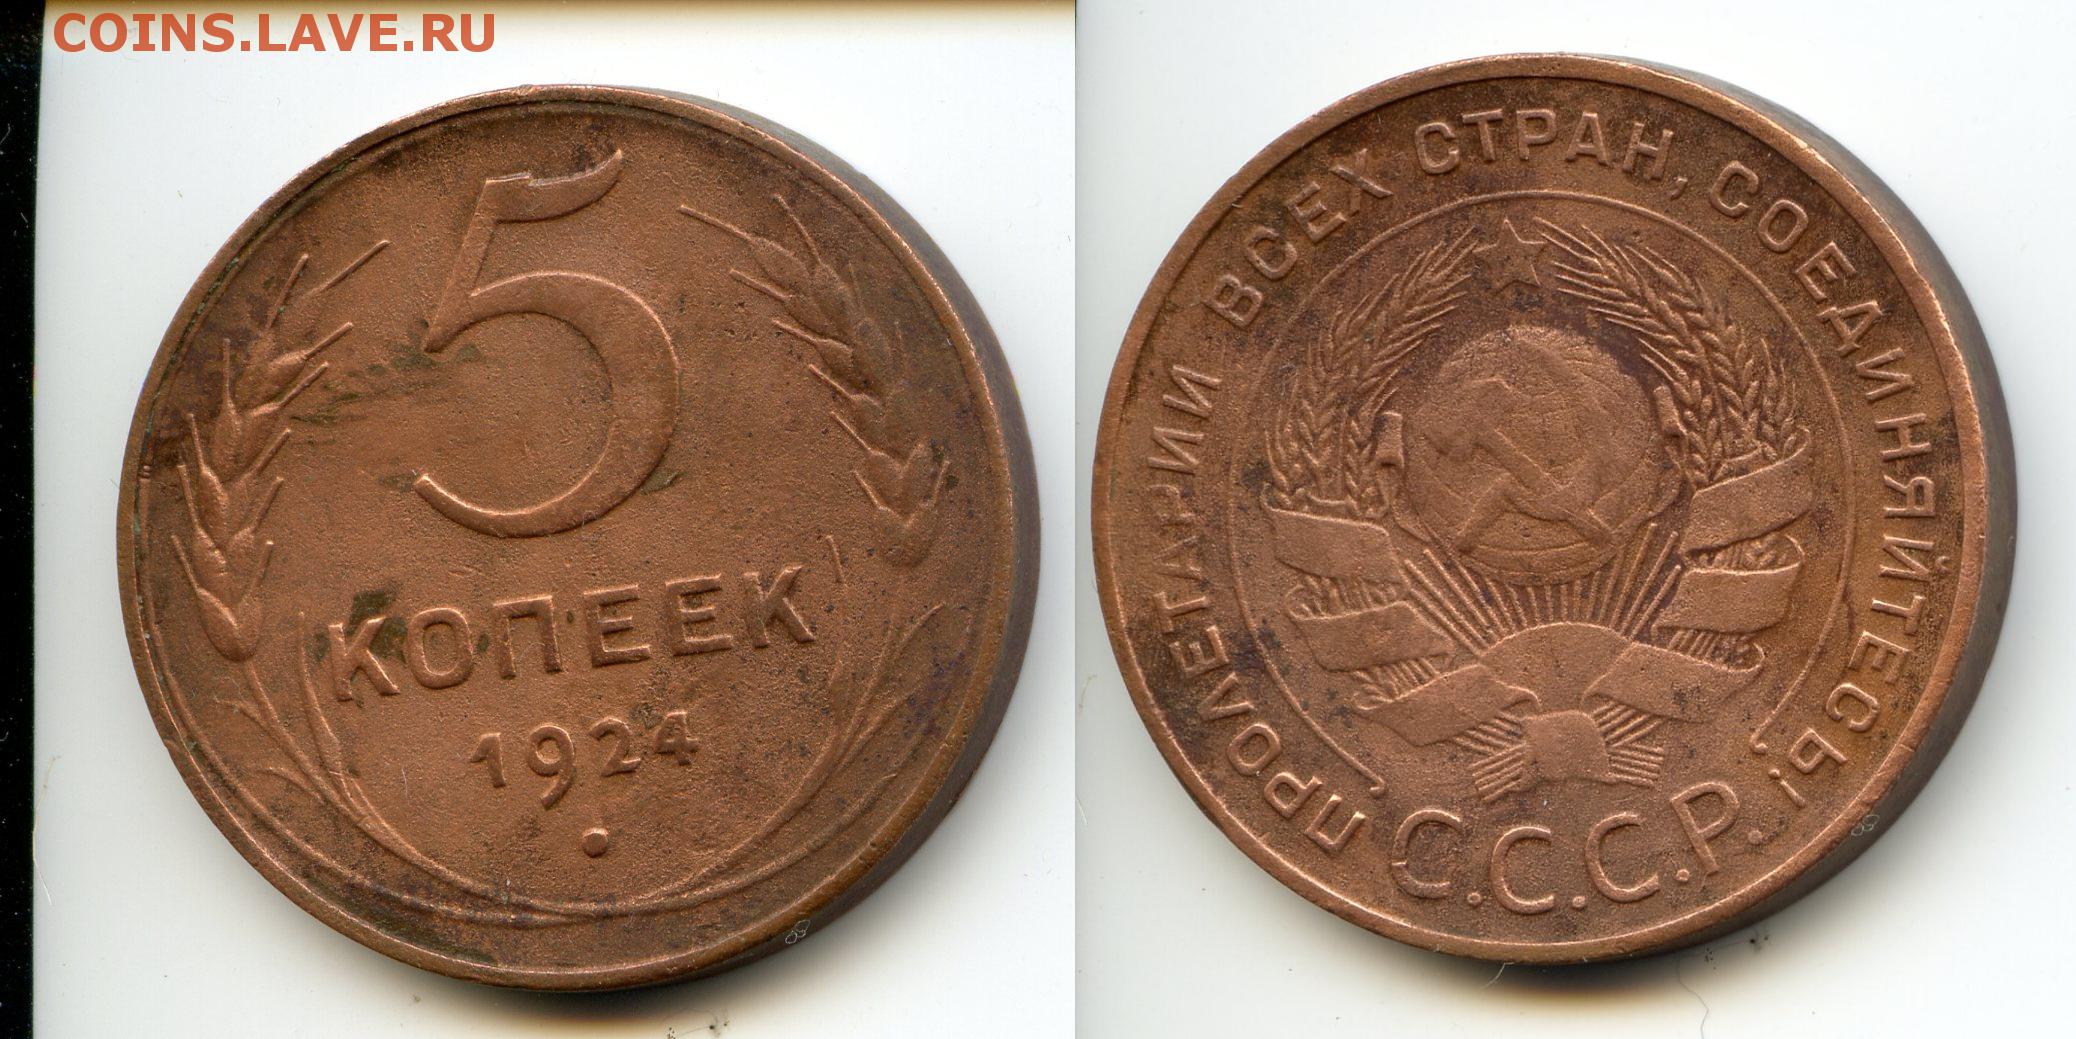 COINS.LAVE.RU
5
КОПЕЕК
1924
ПРОЛЕТАРИИ ВСЕХ СТРАН, СОЕДИНЯЙТЕСЬ!
С.С.С.Р.